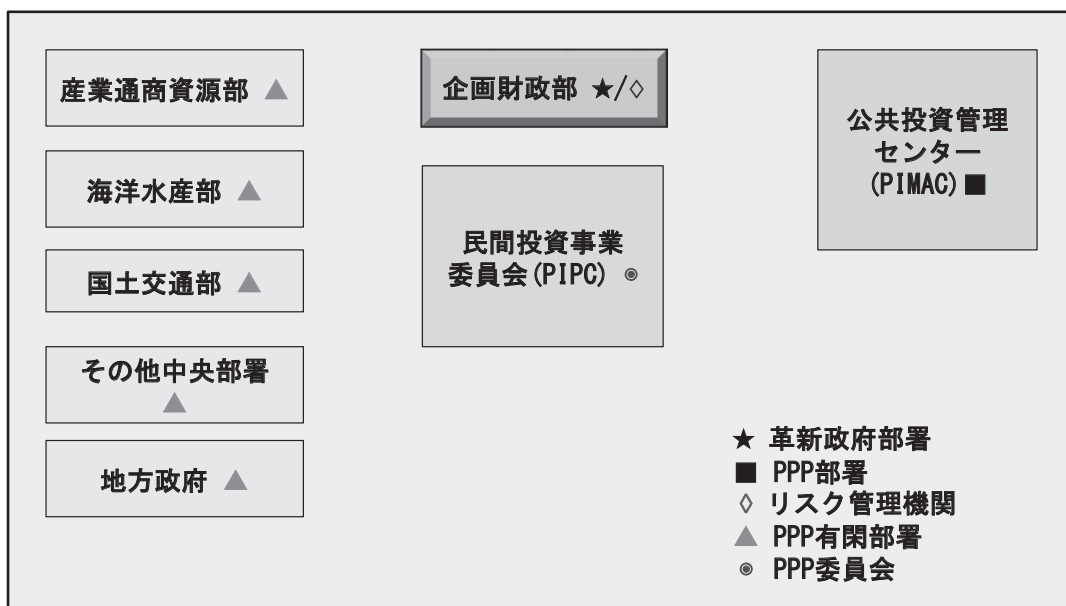 産業通商資源部 ▲
海洋水産部 ▲
国土交通部 ▲
その他中央部署
▲
地方政府 ▲
企画財政部 ★/◇
民間投資事業
委員会(PIPC) ◉
公共投資管理
センター
(PIMAC) ■
★ 革新政府部署
■ PPP部署
◇ リスク管理機関
▲ PPP有閑部署
◉ PPP委員会